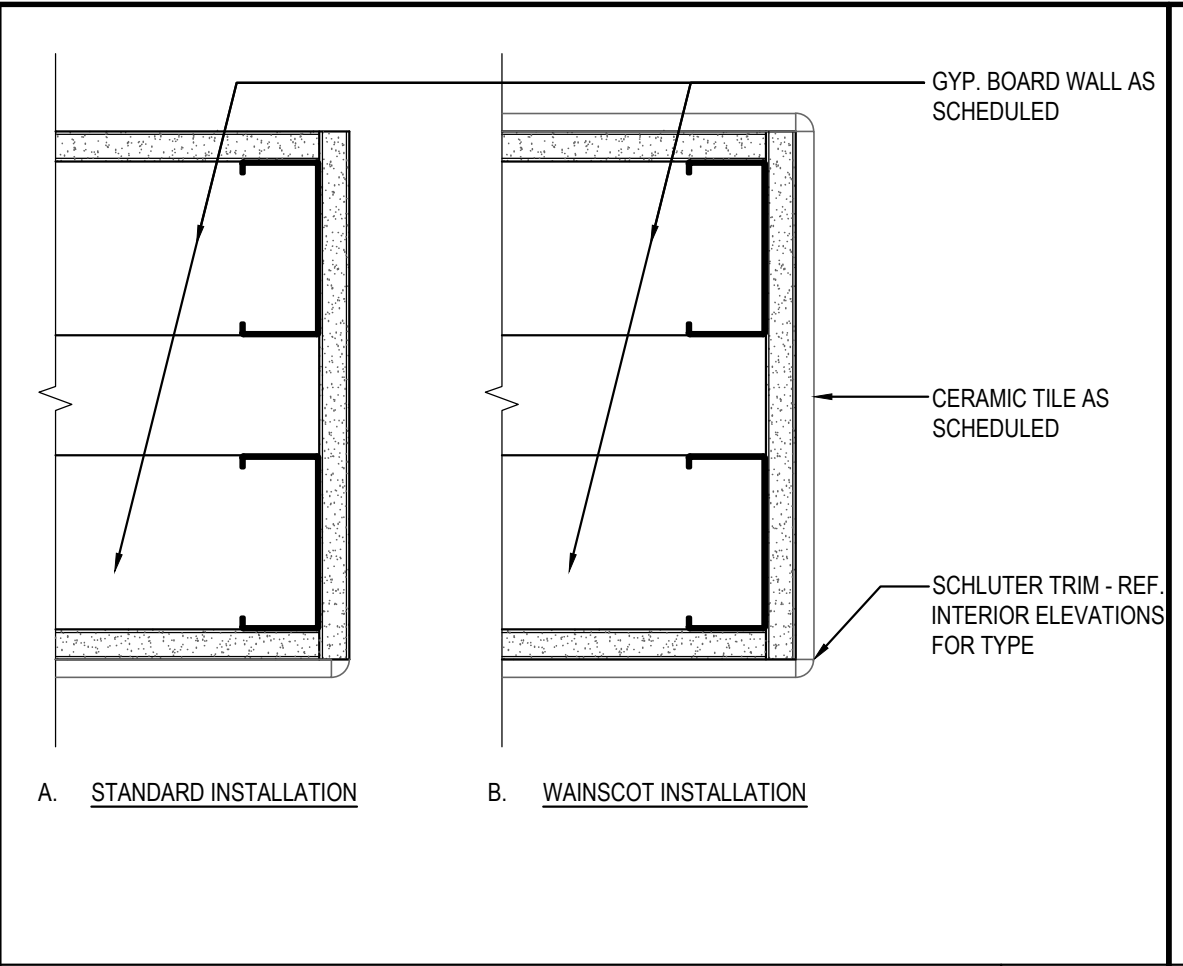 GYP. BOARD WALL AS
SCHEDULED
CERAMIC TILE AS
SCHEDULED
SCHLUTER TRIM - REF.
INTERIOR ELEVATIONS
FOR TYPE
A. STANDARD INSTALLATION
B. WAINSCOT INSTALLATION